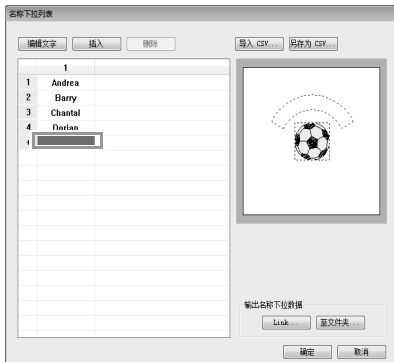 名称下拉列表
编辑文字 插入 删除 导入 CSV... 另存为 CSV...
1
1 Andrea
2 Barry
3 Chantal
4 Dorian
输出名称下拉数据
Link... 至文件夹...
确定 取消